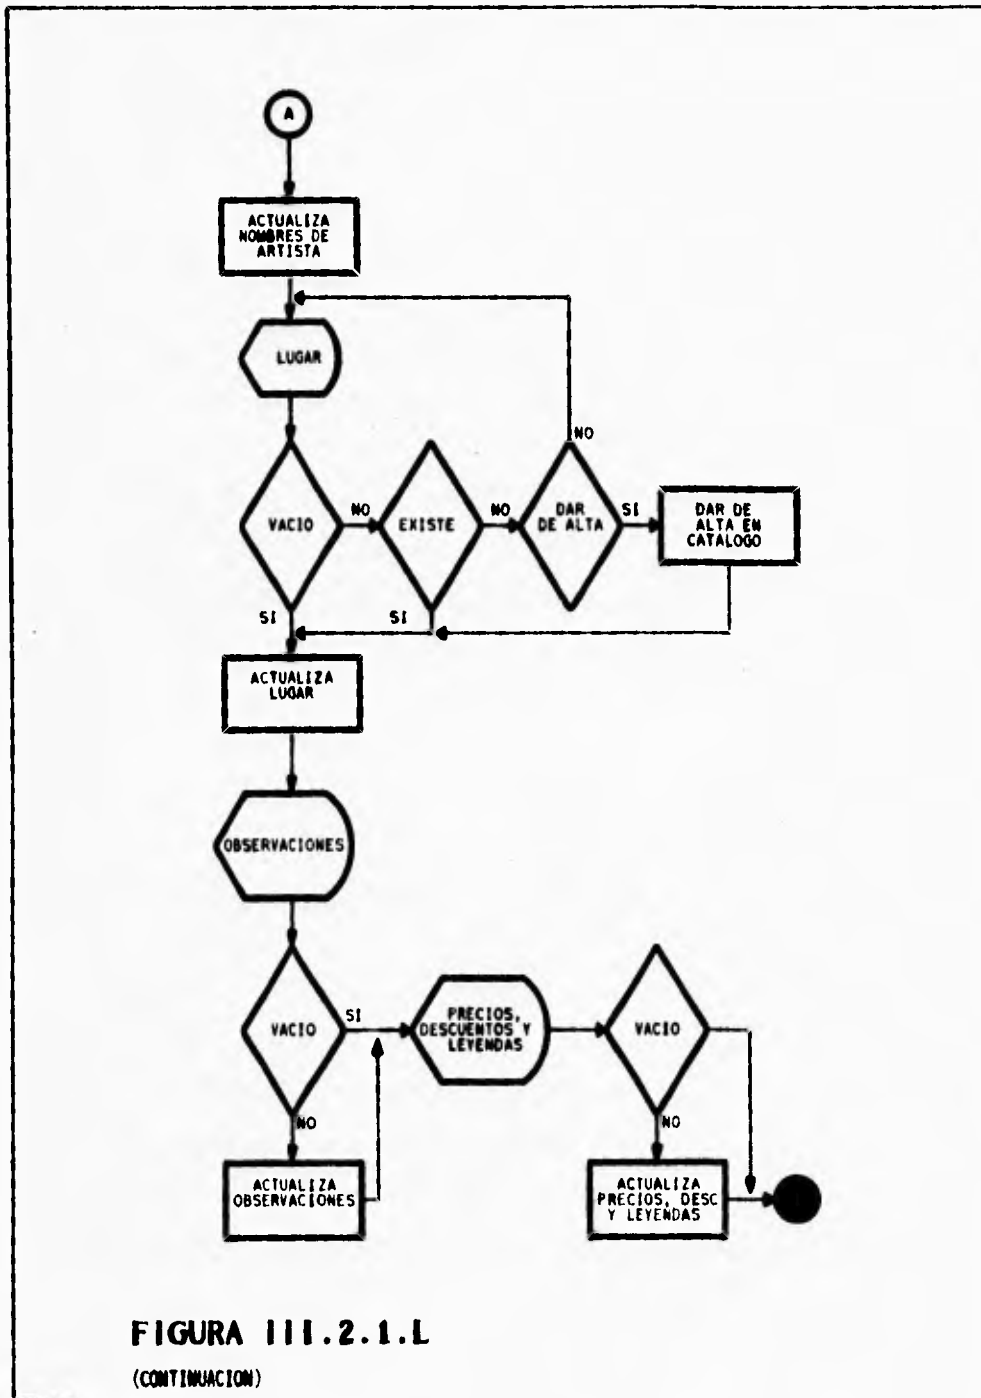 A
ACTUALIZA
NOMBRES DE
ARTISTA
LUGAR
NO
VACIO
NO
EXISTE
NO
DAR
DE ALTA
SI
DAR DE
ALTA EN
CATALOGO
SI
SI
ACTUALIZA
LUGAR
OBSERVACIONES
VACIO
SI
PRECIOS,
DESCUENTOS Y
LEYENDAS
VACIO
NO
NO
ACTUALIZA
OBSERVACIONES
ACTUALIZA
PRECIOS, DESC
Y LEYENDAS
FIGURA III.2.1.L
(CONTINUACION)